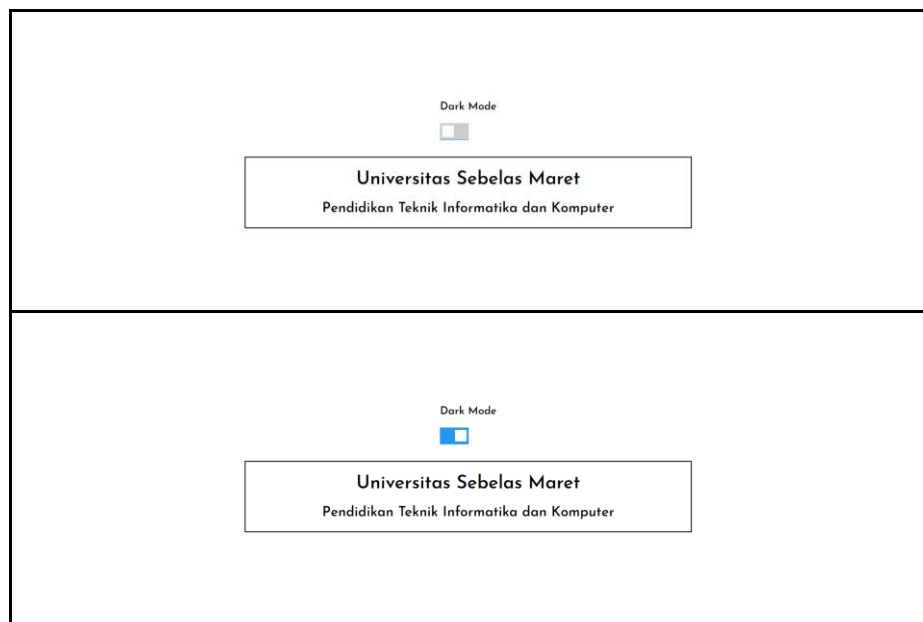 Dark Mode
Universitas Sebelas Maret
Pendidikan Teknik Informatika dan Komputer
Dark Mode
Universitas Sebelas Maret
Pendidikan Teknik Informatika dan Komputer